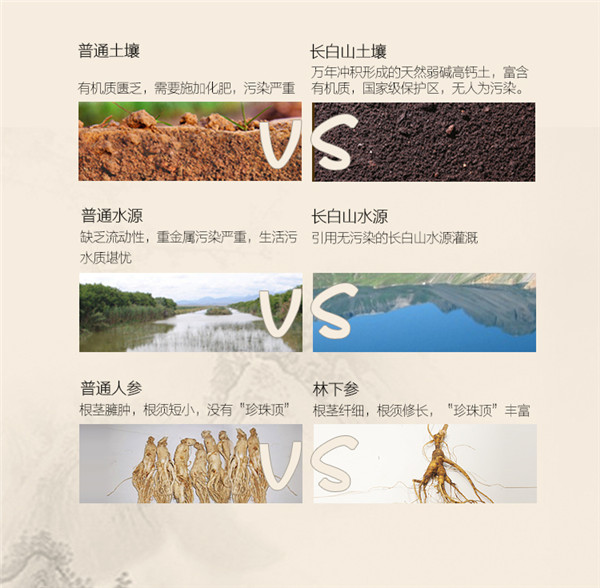 普通土壤
有机质匮乏，需要施加化肥，污染严重
长白山土壤
万年冲积形成的天然弱碱高钙土，富含
有机质，国家级保护区，无人为污染。
VS
普通水源
缺乏流动性，重金属污染严重，生活污
水质堪忧
长白山水源
引用无污染的长白山水源灌溉
VS
普通人参
根茎臃肿，根须短小，没有“珍珠顶”
林下参
根茎纤细，根须修长，“珍珠顶”丰富
VS